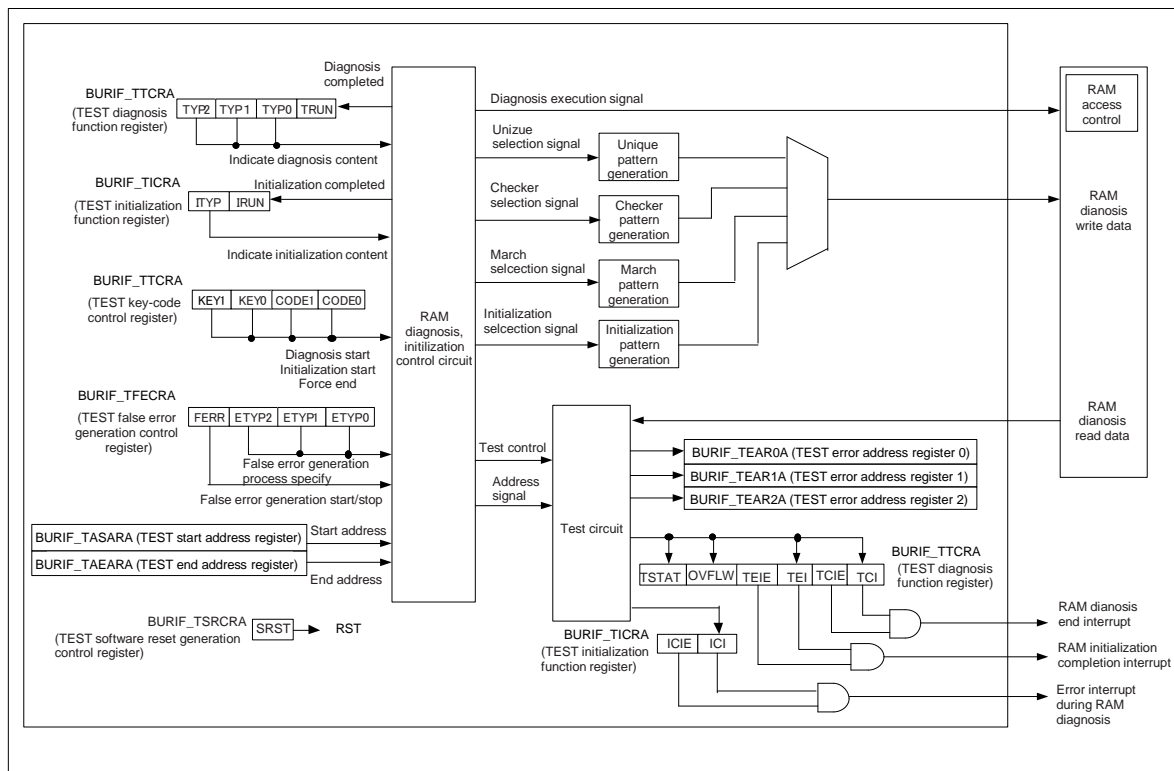 Diagnosis
completed
BURIF_TTCRA
(TEST diagnosis
function register)
TYP2 TYP1 TYP0 TRUN
Indicate diagnosis content
BURIF_TICRA
(TEST initialization
function register)
Initialization completed
ITYP IRUN
Indicate initialization content
BURIF_TTCRA
(TEST key-code
control register)
KEY1 KEY0 CODE1 CODE0
Diagnosis start
Initialization start
Force end
BURIF_TFECRA
(TEST false error
generation control
register)
FERR ETYP2 ETYP1 ETYP0
False error generation
process specify
False error generation start/stop
BURIF_TASARA (TEST start address register)
Start address
BURIF_TAEARA (TEST end address register)
End address
BURIF_TSRCRA
(TEST software reset generation
control register)
SRST
RST
RAM
diagnosis,
initilization
control circuit
Diagnosis execution signal
Unizue
selection signal
Unique
pattern
generation
Checker
selection signal
Checker
pattern
generation
March
selcection signal
March
pattern
generation
Initialization
selcection signal
Initialization
pattern
generation
RAM
access
control
RAM
dianosis
write data
RAM
dianosis
read data
Test control
Address
signal
Test circuit
BURIF_TEAR0A (TEST error address register 0)
BURIF_TEAR1A (TEST error address register 1)
BURIF_TEAR2A (TEST error address register 2)
BURIF_TTCRA
(TEST diagnosis
function register)
TSTAT OVFLW TEIE TEI TCIE TCI
BURIF_TICRA
(TEST initialization
function register)
ICIE ICI
RAM dianosis
end interrupt
RAM initialization
completion interrupt
Error interrupt
during RAM
diagnosis